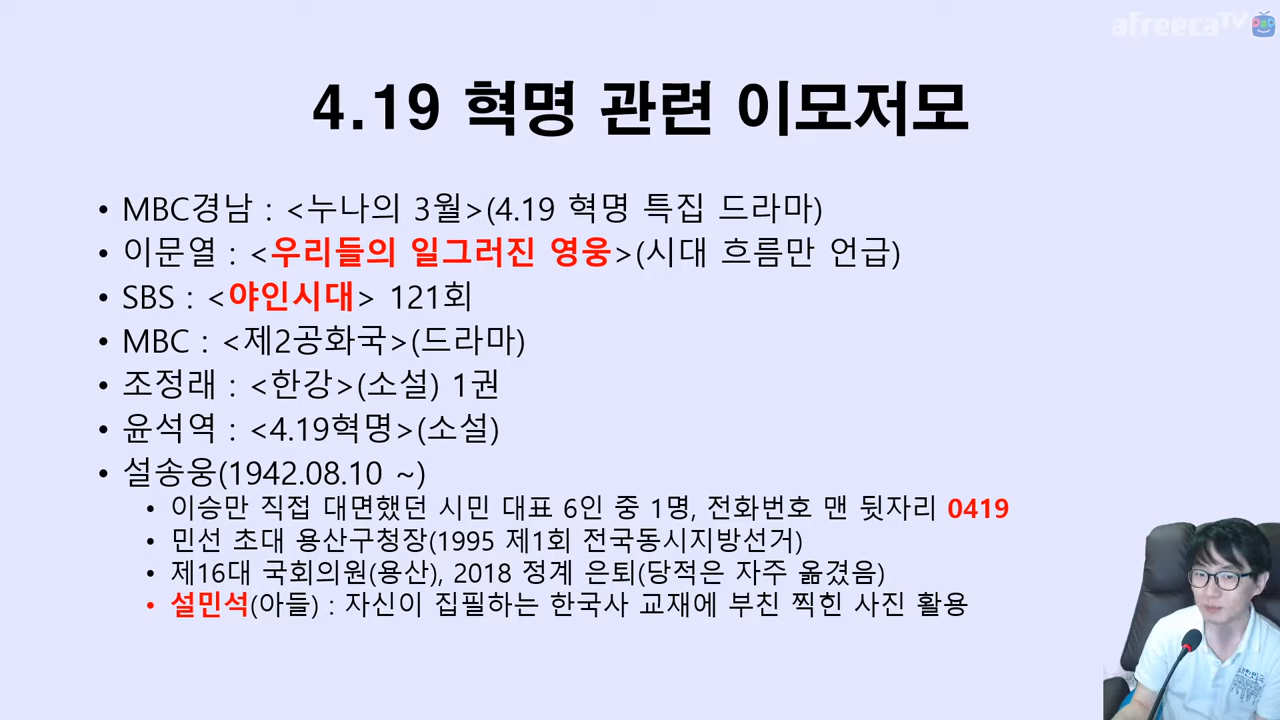 afreecaTV
4.19 혁명 관련 이모저모
• MBC경남 : <누나의 3월>(4.19 혁명 특집 드라마)
• 이문열 : <우리들의 일그러진 영웅>(시대 흐름만 언급)
• SBS : <야인시대> 121회
• MBC : <제2공화국>(드라마)
• 조정래 : <한강>(소설) 1권
• 윤석역 : <4.19혁명>(소설)
• 설송웅(1942.08.10 ~)
• 이승만 직접 대면했던 시민 대표 6인 중 1명, 전화번호 맨 뒷자리 0419
• 민선 초대 용산구청장(1995 제1회 전국동시지방선거)
• 제16대 국회의원(용산), 2018 정계 은퇴(당적은 자주 옮겼음)
• 설민석(아들) : 자신이 집필하는 한국사 교재에 부친 찍힌 사진 활용